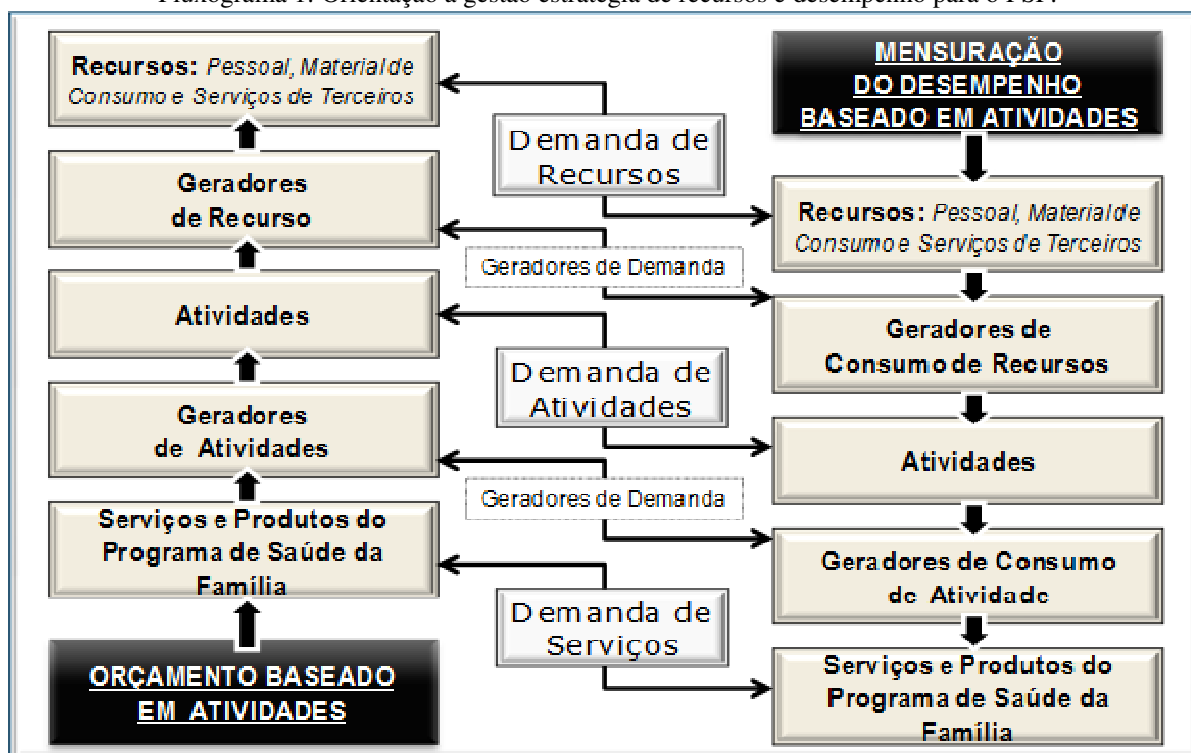 1: Orientação à gestão estratégia de recursos e desempenho para o PSF.
Recursos: Pessoal, Material de
Consumo e Serviços de Terceiros
Geradores
de Recurso
Atividades
Geradores
de Atividades
Serviços e Produtos do
Programa de Saúde da
Família
ORÇAMENTO BASEADO
EM ATIVIDADES
Demanda de
Recursos
Geradores de Demanda
Demanda de
Atividades
Geradores de Demanda
Demanda de
Serviços
MENSURAÇÃO
DO DESEMPENHO
BASEADO EM ATIVIDADES
Recursos: Pessoal, Material de
Consumo e Serviços de Terceiros
Geradores de
Consumo de Recursos
Atividades
Geradores de Consumo
de Atividade
Serviços e Produtos do
Programa de Saúde da
Família